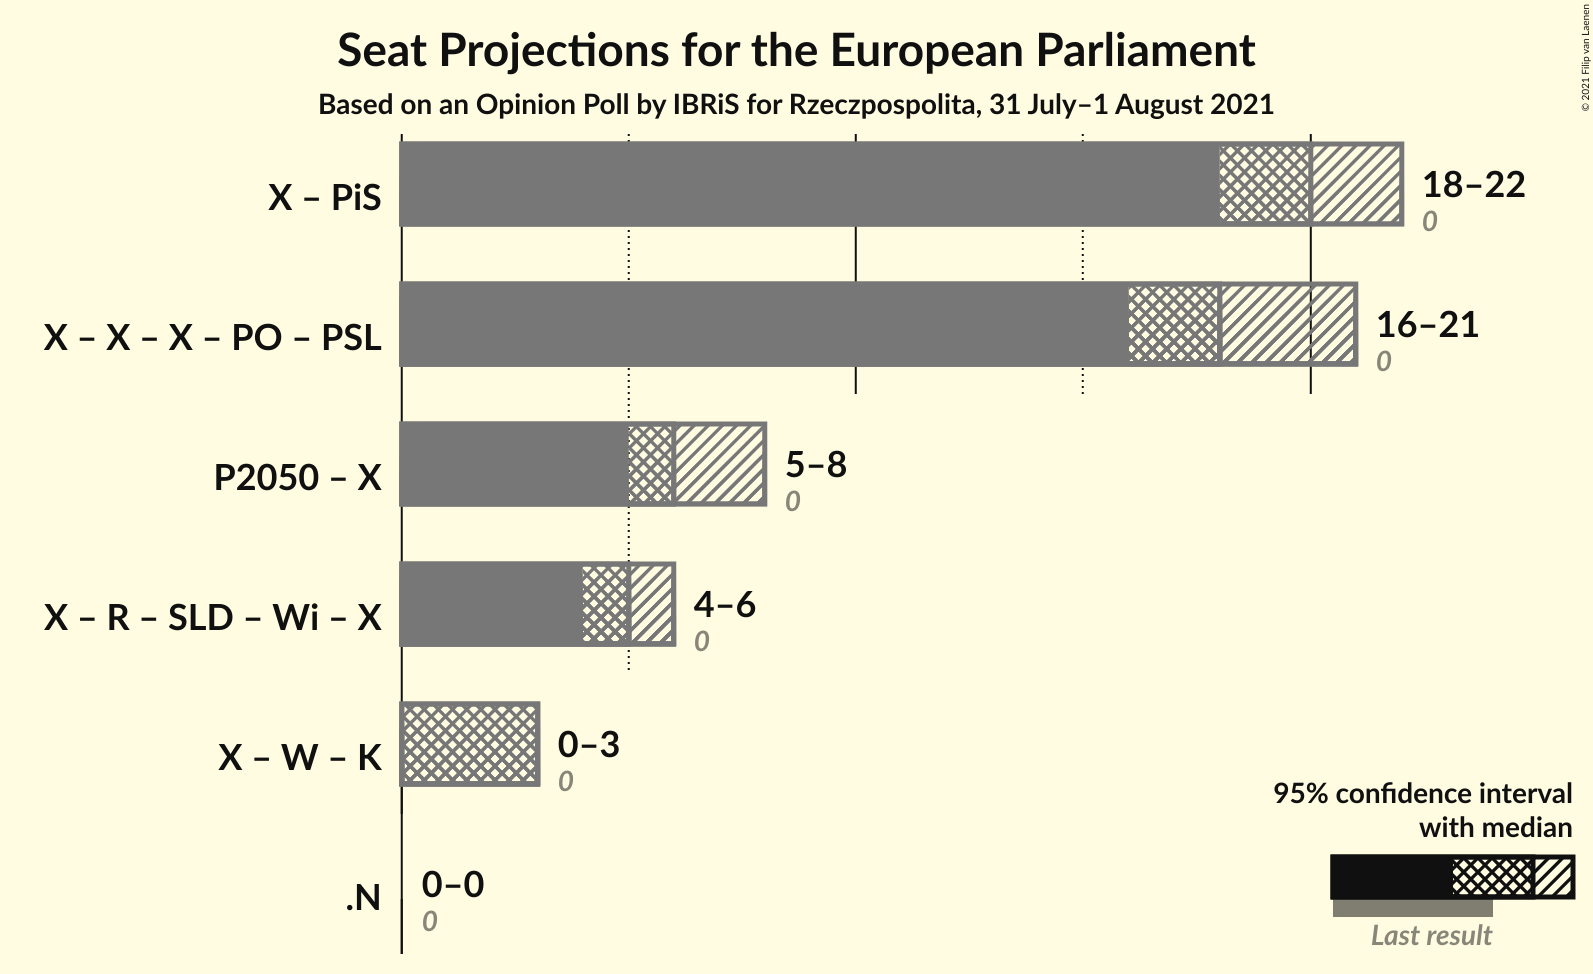 Seat Projections for the European Parliament
Based on an Opinion Poll by IBRiS for Rzeczpospolita, 31 July–1 August 2021
© 2021 Filip van Laenen
X – PiS
18–22
0
X – X – X – PO – PSL
16–21
0
P2050 – X
5–8
0
X – R – SLD – Wi – X
4–6
0
X – W – K
0–3
0
.N
0–0
0
95% confidence interval
with median
Last result